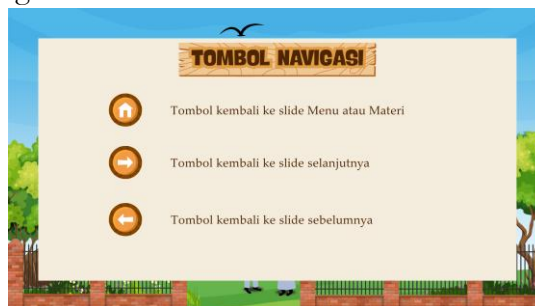 TOMBOL NAVIGASI
Tombol kembali ke slide Menu atau Materi
Tombol kembali ke slide selanjutnya
Tombol kembali ke slide sebelumnya